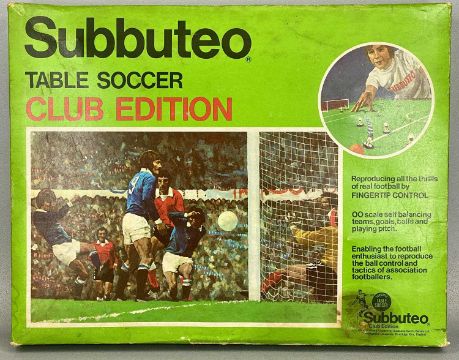 Subbuteo®
TABLE SOCCER
CLUB EDITION
Reproducing all the thrills
of real football by
FINGERTIP CONTROL
OO scale self balancing
teams, goals, balls and
playing pitch.
Enabling the football
enthusiast to reproduce
the ball control and
tactics of association
footballers.
Subbuteo
Club Edition